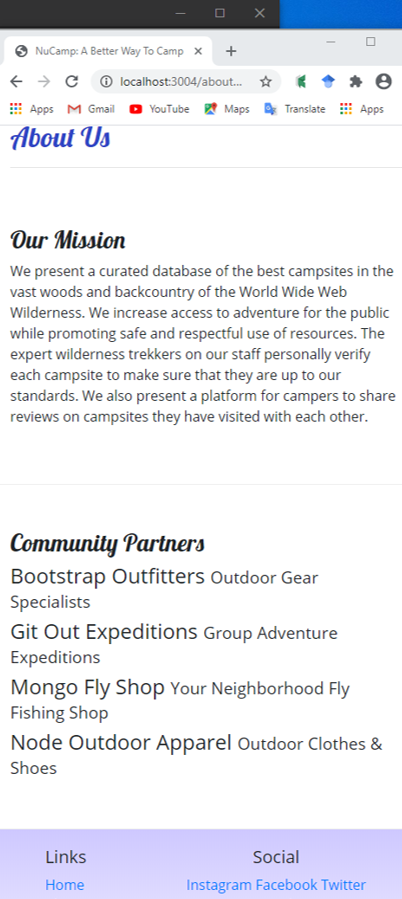 NuCamp: A Better Way To Camp
localhost:3004/about...
Apps Gmail YouTube Maps Translate Apps
About Us
Our Mission
We present a curated database of the best campsites in the
vast woods and backcountry of the World Wide Web
Wilderness. We increase access to adventure for the public
while promoting safe and respectful use of resources. The
expert wilderness trekkers on our staff personally verify
each campsite to make sure that they are up to our
standards. We also present a platform for campers to share
reviews on campsites they have visited with each other.
Community Partners
Bootstrap Outfitters Outdoor Gear
Specialists
Git Out Expeditions Group Adventure
Expeditions
Mongo Fly Shop Your Neighborhood Fly
Fishing Shop
Node Outdoor Apparel Outdoor Clothes &
Shoes
Links Social
Home Instagram Facebook Twitter